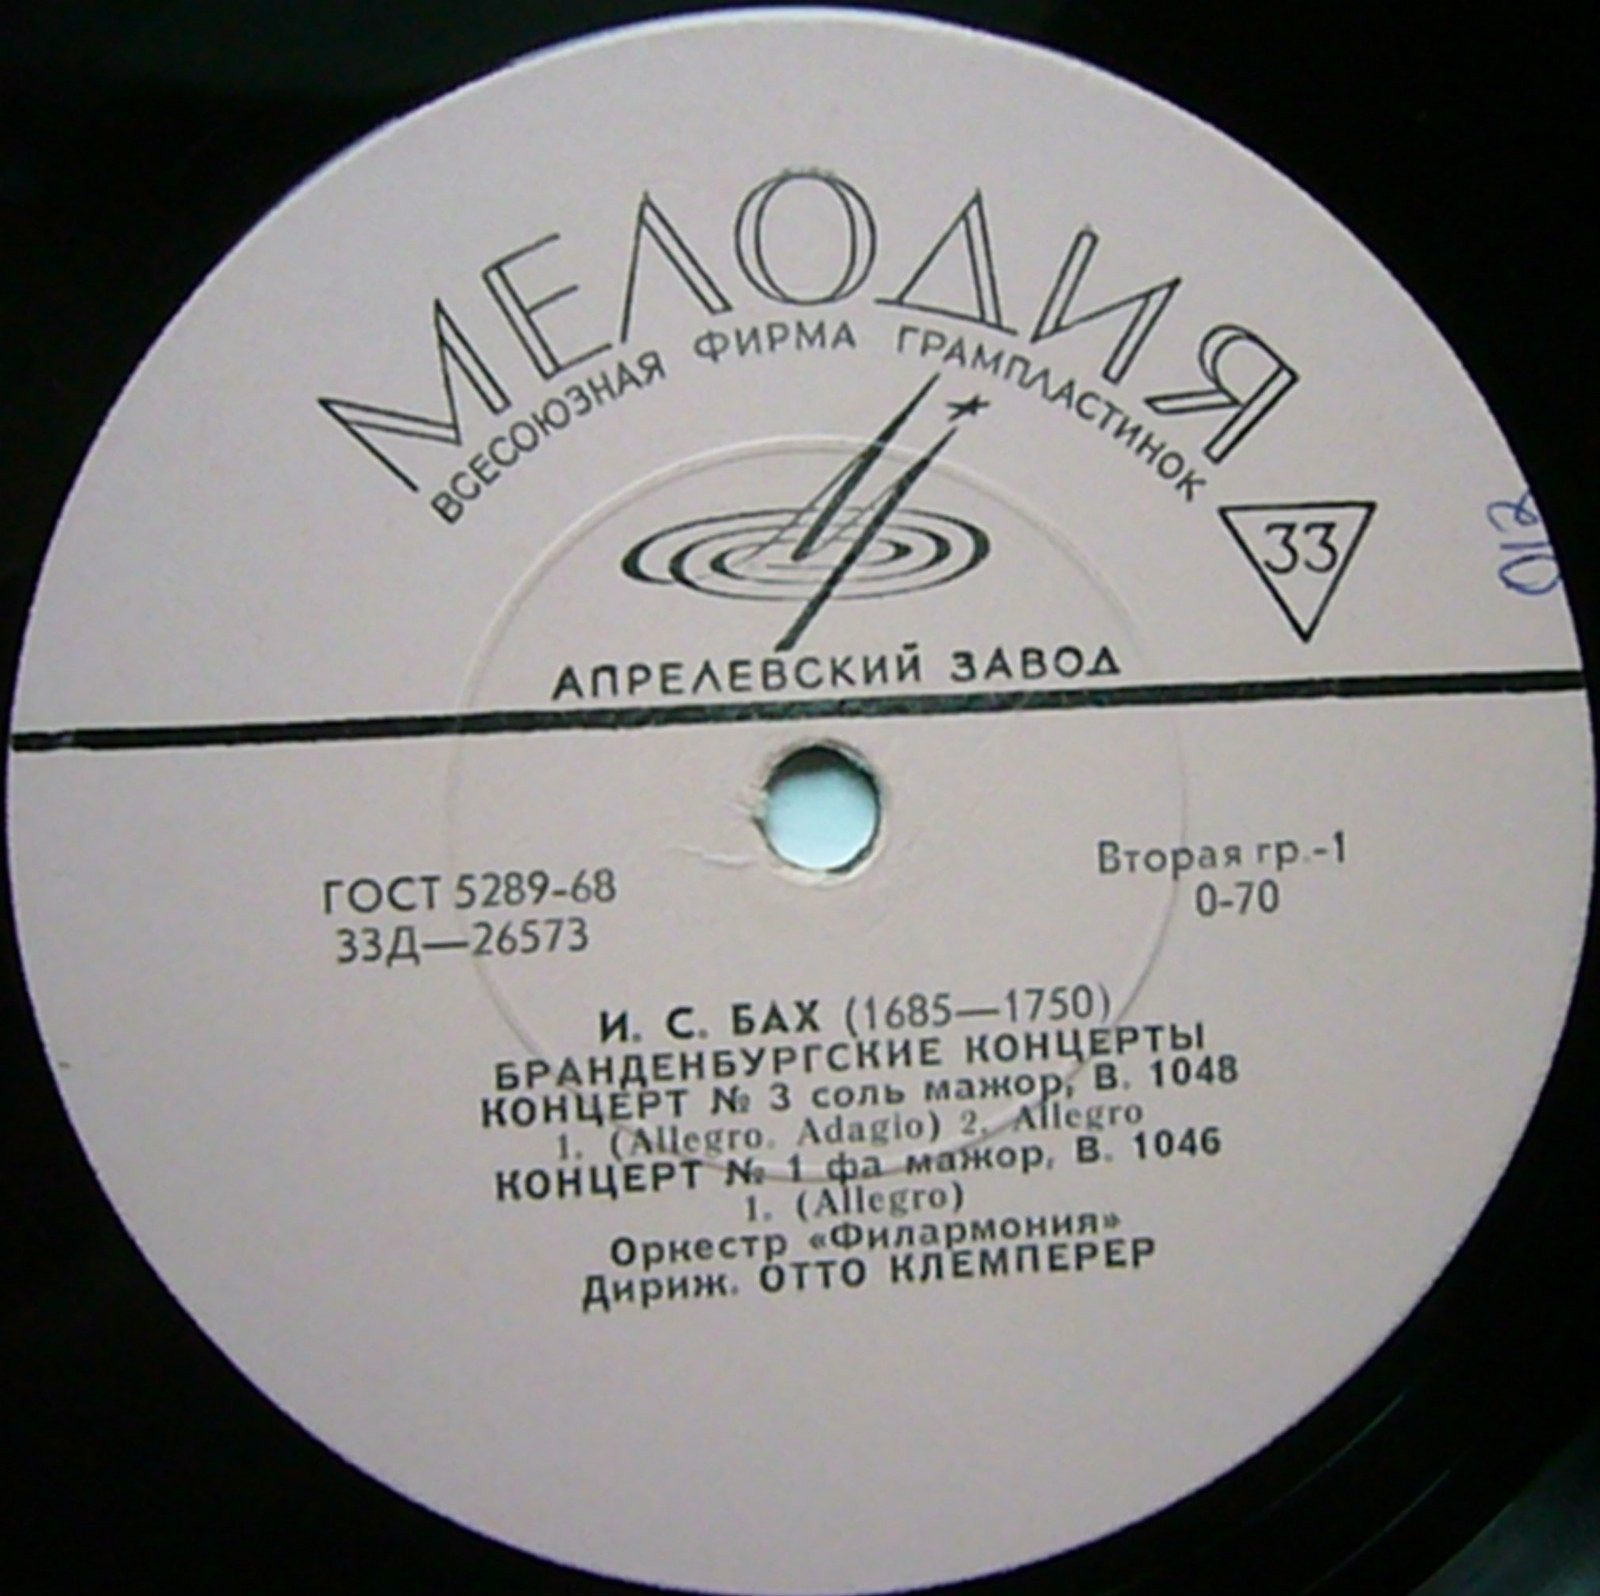 МЕЛОДИЯ
ВСЕСОЮЗНАЯ ФИРМА ГРАМПЛАСТИНОК
33
АПРЕЛЕВСКИЙ ЗАВОД
ГОСТ 5289-68
33Д—26573
Вторая гр.-1
0-70
И. С. БАХ (1685—1750)
БРАНДЕНБУРГСКИЕ КОНЦЕРТЫ
КОНЦЕРТ № 3 соль мажор, В. 1048
1. (Allegro. Adagio) 2. Allegro
КОНЦЕРТ № 1 фа мажор, В. 1046
1. (Allegro)
Оркестр «Филармония»
Дириж. ОТТО КЛЕМПЕРЕР